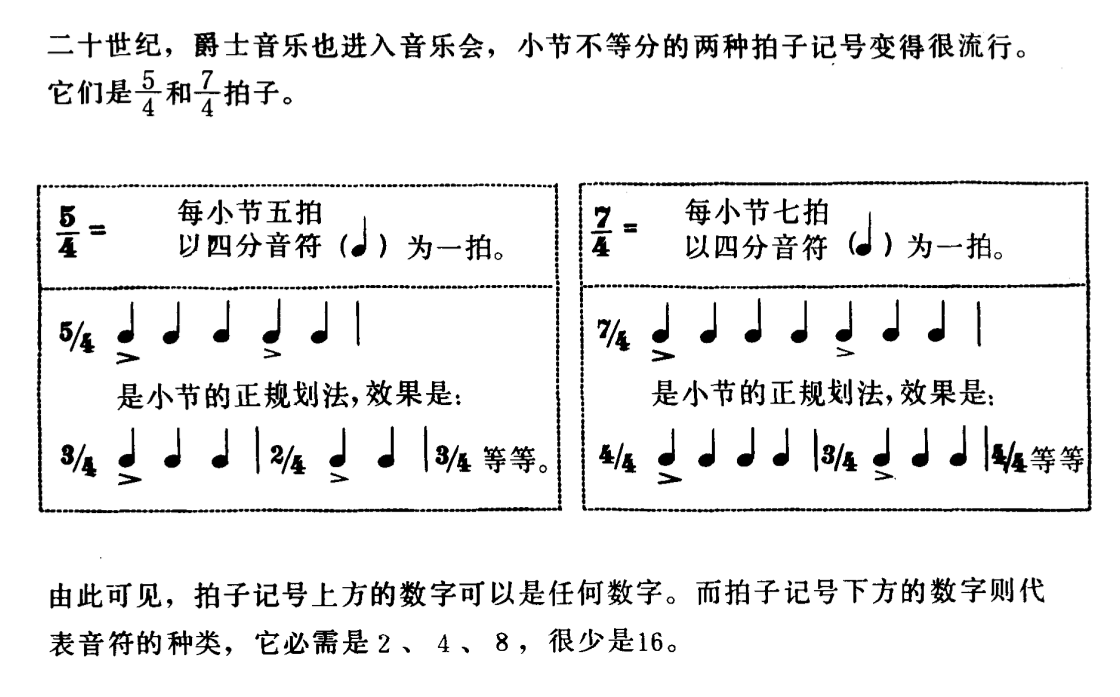 二十世纪，爵士音乐也进入音乐会，小节不等分的两种拍子记号变得很流行。
它们是5/4和7/4拍子。
5/4= 每小节五拍
以四分音符（♩）为一拍。
5/4 ♩ ♩ ♩ ♩ ♩ |
> >
是小节的正规划法，效果是：
3/4 ♩ ♩ ♩ | 2/4 ♩ ♩ | 3/4 等等。
> >
7/4= 每小节七拍
以四分音符（♩）为一拍。
7/4 ♩ ♩ ♩ ♩ ♩ ♩ ♩ |
> >
是小节的正规划法，效果是：
4/4 ♩ ♩ ♩ ♩ | 3/4 ♩ ♩ ♩ | 4/4 等等
> >
由此可见，拍子记号上方的数字可以是任何数字。而拍子记号下方的数字则代
表音符的种类，它必需是2、4、8，很少是16。